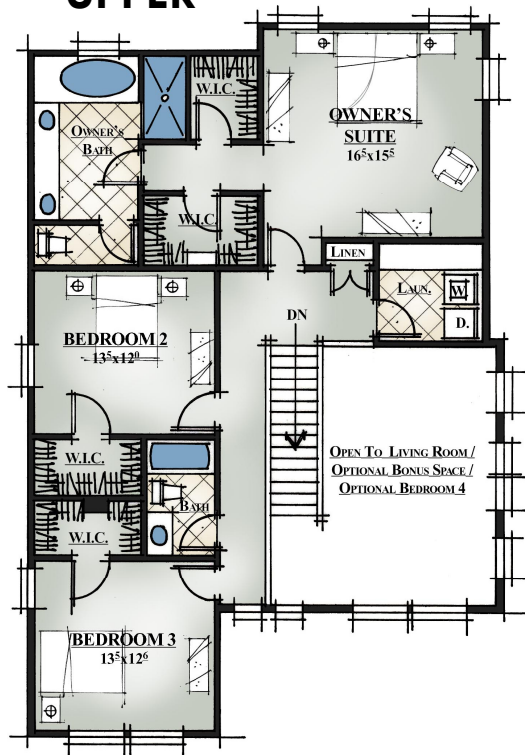 UPPER
W.I.C.
OWNER'S
SUITE
16⁵x15⁵
OWNER'S
BATH
W.I.C.
LINEN
LAUN.
W.
D.
DN
BEDROOM 2
13⁵x12⁰
OPEN TO LIVING ROOM /
OPTIONAL BONUS SPACE /
OPTIONAL BEDROOM 4
W.I.C.
BATH
W.I.C.
BEDROOM 3
13⁵x12⁶